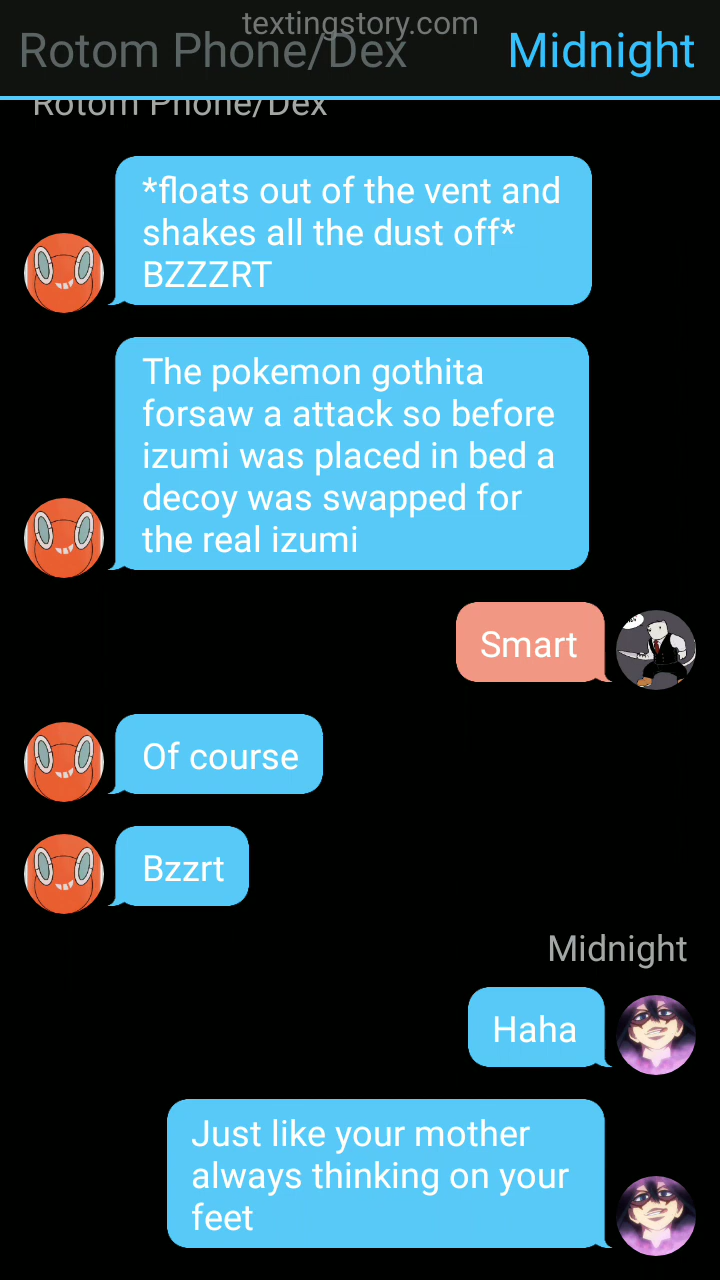 textingstory.com
Rotom Phone/Dex
Midnight
Rotom Phone/Dex
*floats out of the vent and
shakes all the dust off*
BZZZRT
The pokemon gothita
forsaw a attack so before
izumi was placed in bed a
decoy was swapped for
the real izumi
Smart
Of course
Bzzrt
Midnight
Haha
Just like your mother
always thinking on your
feet